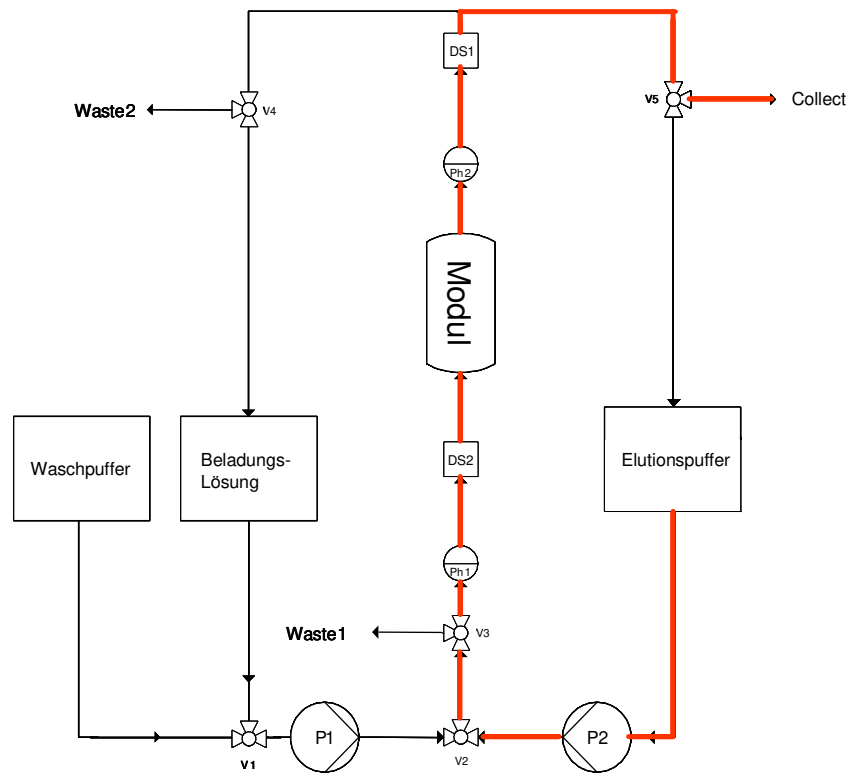 DS1
Waste2
V4
V5
Collect
Ph2
Modul
Waschpuffer
Beladungs-
Lösung
DS2
Elutionspuffer
Ph1
Waste1
V3
P1
P2
V1
V2